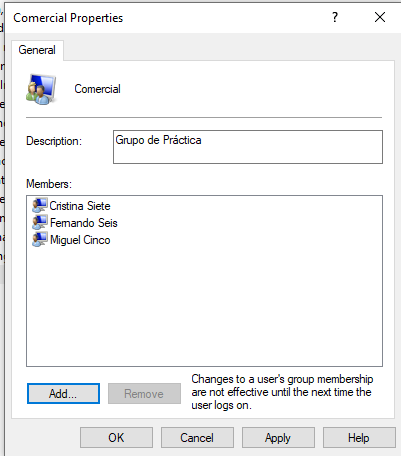 Comercial Properties
?
General
Comercial
Description:
Grupo de Práctica
Members:
Cristina Siete
Fernando Seis
Miguel Cinco
Add...
Remove
Changes to a user's group membership
are not effective until the next time the
user logs on.
OK
Cancel
Apply
Help